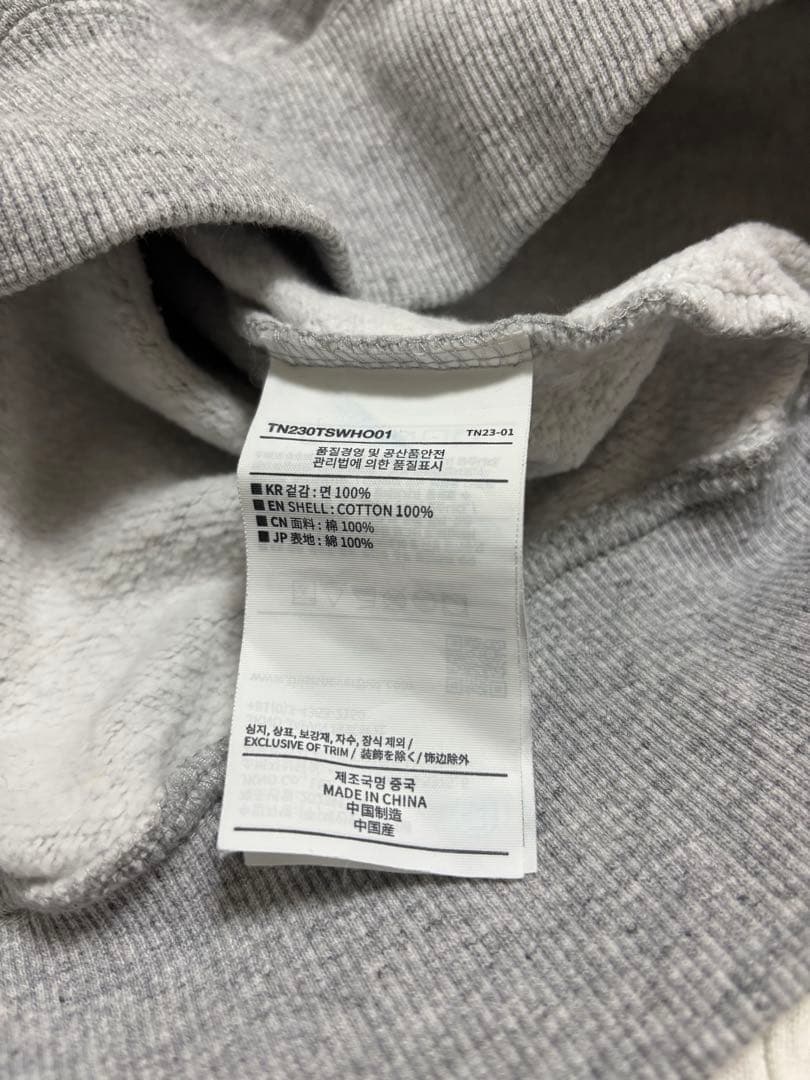 TN230TSWHO01 TN23-01
품질경영 및 공산품안전
관리법에 의한 품질표시
KR 겉감 : 면 100%
EN SHELL : COTTON 100%
CN 面料 : 棉 100%
JP 表地 : 綿 100%
심지, 상표, 보강재, 자수, 장식 제외 /
EXCLUSIVE OF TRIM / 装飾を除く / 饰边除外
제조국명 중국
MADE IN CHINA
中国制造
中国産